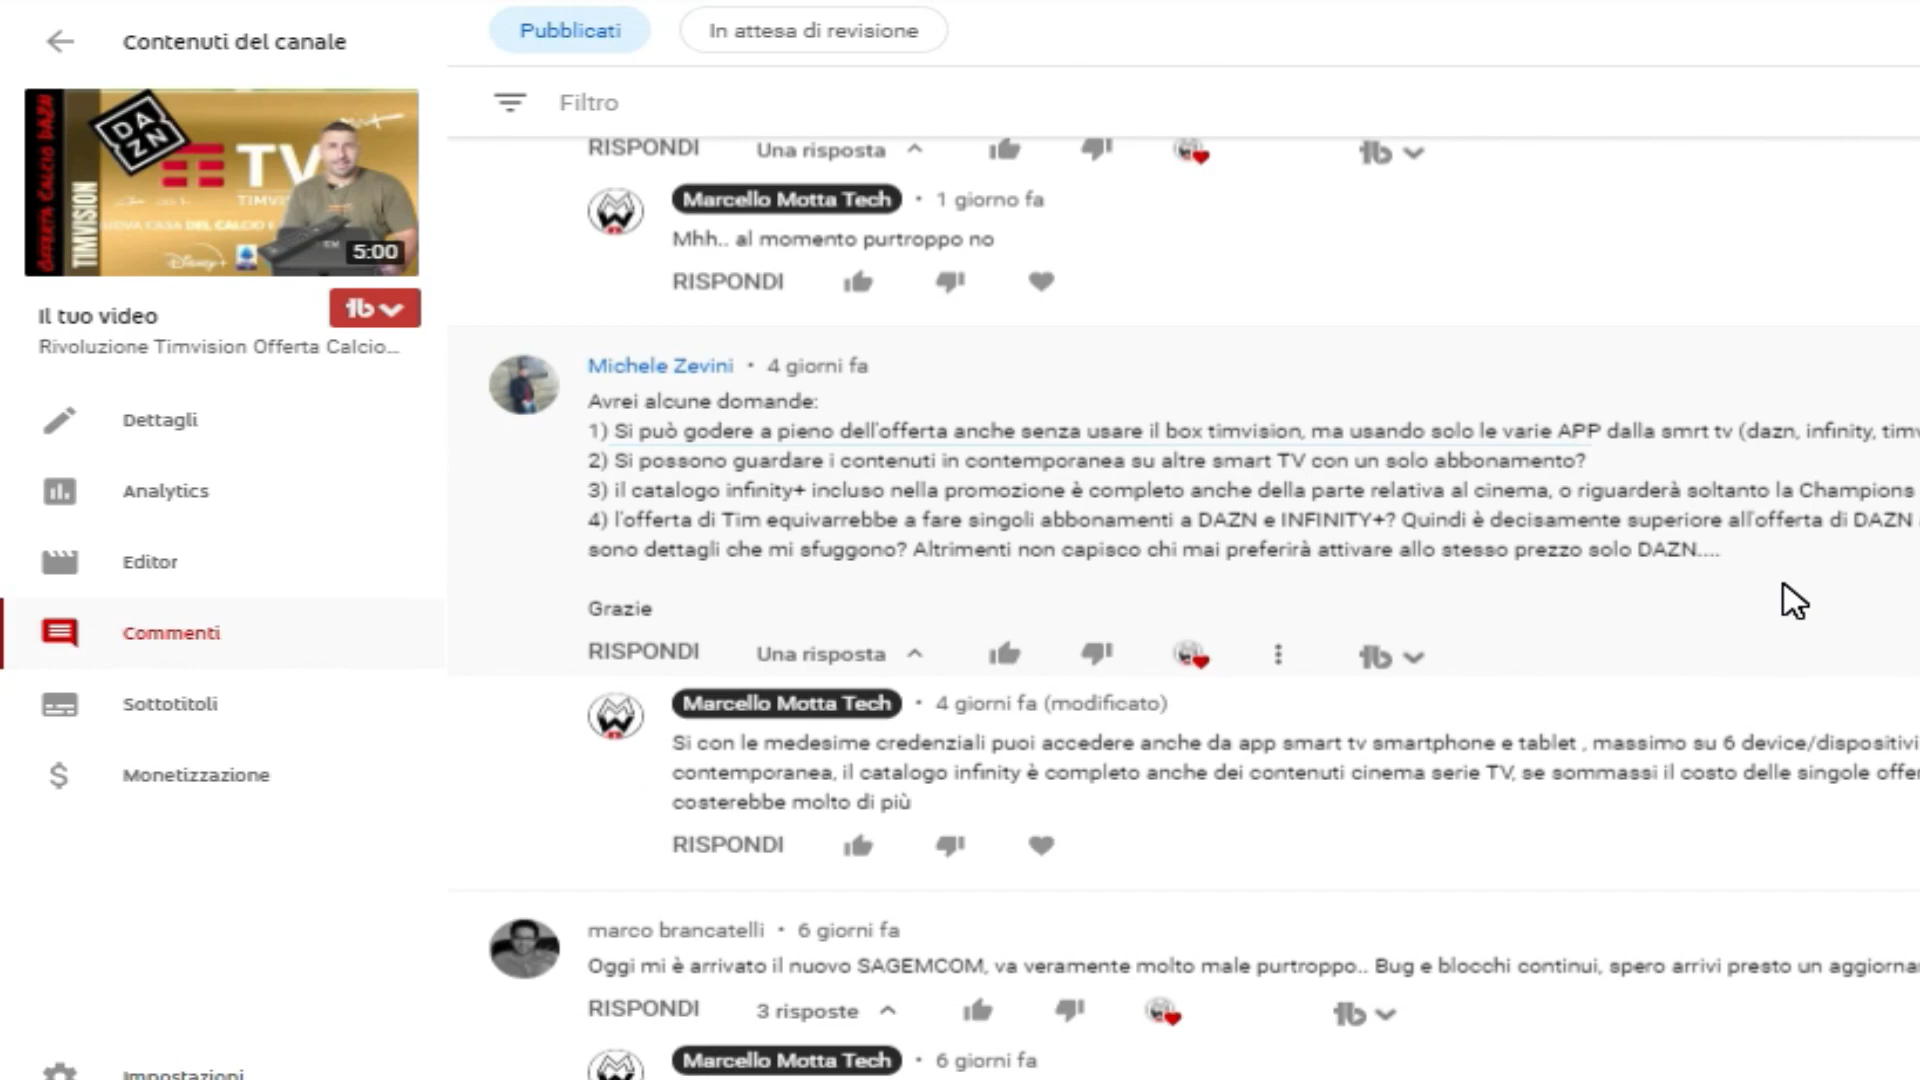 Contenuti del canale
Pubblicati
In attesa di revisione
Filtro
OFFERTA CALCIO DAZN
TIMVISION
DAZN
TV
TIMVI
DEL CALCIO E
Disney+
5:00
Il tuo video
Rivoluzione Timvision Offerta Calcio...
Dettagli
Analytics
Editor
Commenti
Sottotitoli
Monetizzazione
Impostazioni
RISPONDI Una risposta
Marcello Motta Tech • 1 giorno fa
Mhh.. al momento purtroppo no
RISPONDI
Michele Zevini • 4 giorni fa
Avrei alcune domande:
1) Si può godere a pieno dell'offerta anche senza usare il box timvision, ma usando solo le varie APP dalla smrt tv (dazn, infinity, timv
2) Si possono guardare i contenuti in contemporanea su altre smart TV con un solo abbonamento?
3) il catalogo infinity+ incluso nella promozione è completo anche della parte relativa al cinema, o riguarderà soltanto la Champions
4) l'offerta di Tim equivarrebbe a fare singoli abbonamenti a DAZN e INFINITY+? Quindi è decisamente superiore all'offerta di DAZN
sono dettagli che mi sfuggono? Altrimenti non capisco chi mai preferirà attivare allo stesso prezzo solo DAZN....
Grazie
RISPONDI Una risposta
Marcello Motta Tech • 4 giorni fa (modificato)
Si con le medesime credenziali puoi accedere anche da app smart tv smartphone e tablet , massimo su 6 device/dispositivi
contemporanea, il catalogo infinity è completo anche dei contenuti cinema serie TV, se sommassi il costo delle singole offer
costerebbe molto di più
RISPONDI
marco brancatelli • 6 giorni fa
Oggi mi è arrivato il nuovo SAGEMCOM, va veramente molto male purtroppo.. Bug e blocchi continui, spero arrivi presto un aggiorna
RISPONDI 3 risposte
Marcello Motta Tech • 6 giorni fa